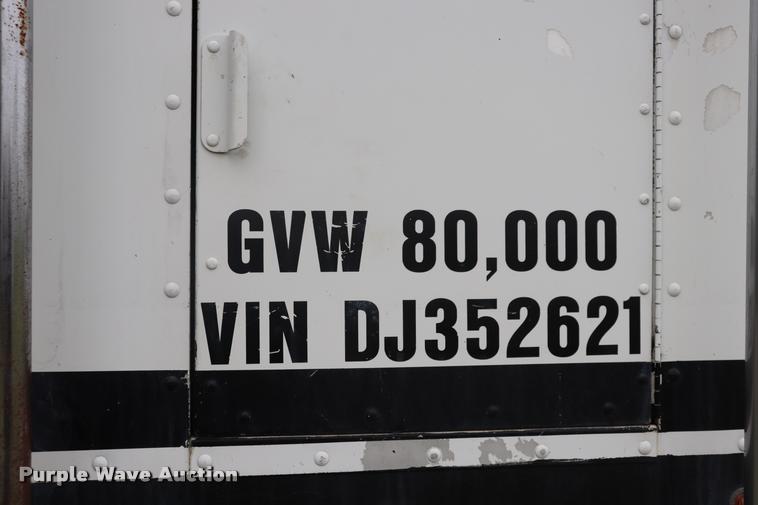 GVW 80,000
VIN DJ352621
Purple Wave Auction